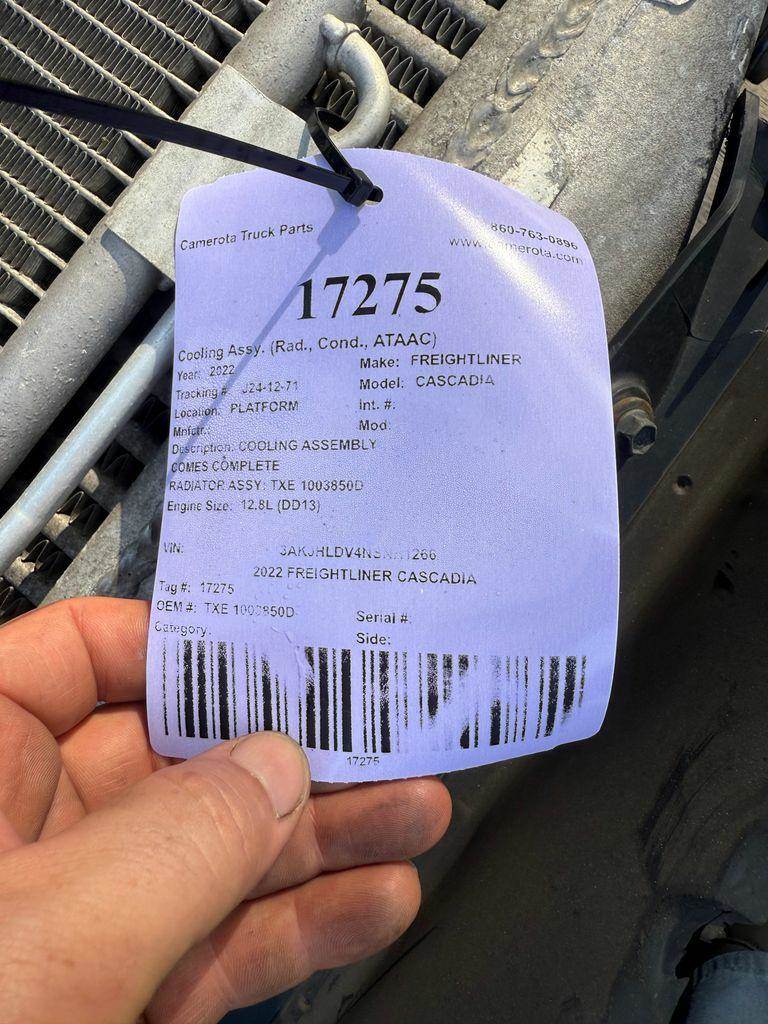 Camerota Truck Parts 860-763-0896
www.camerota.com
17275
Cooling Assy. (Rad., Cond., ATAAC)
Year: 2022 Make: FREIGHTLINER
Tracking #: J24-12-71 Model: CASCADIA
Location: PLATFORM Int. #:
Mnfctr.: Mod:
Description: COOLING ASSEMBLY
COMES COMPLETE
RADIATOR ASSY: TXE 1003850D
Engine Size: 12.8L (DD13)
VIN:
2022 FREIGHTLINER CASCADIA
Tag #: 17275
OEM #: TXE 1003850D Serial #:
Category: Side:
17275